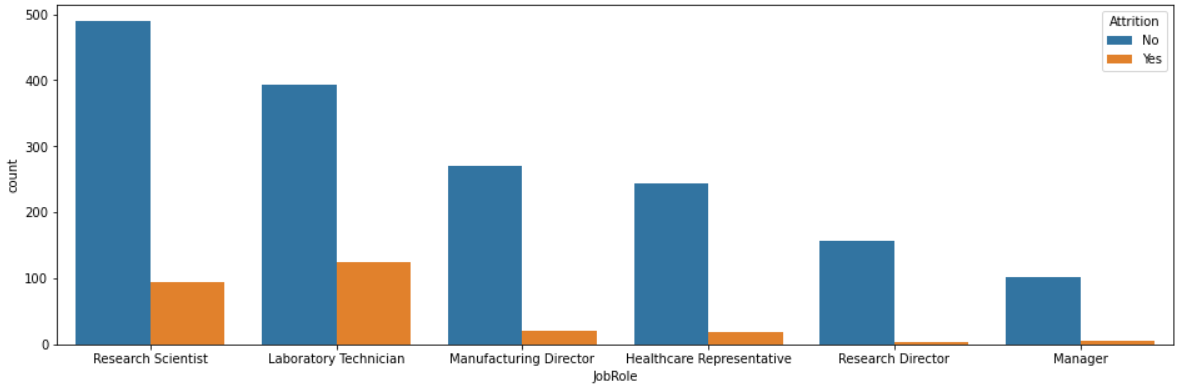 500
400
300
200
100
0
count
Attrition
No
Yes
Research Scientist Laboratory Technician Manufacturing Director Healthcare Representative Research Director Manager
JobRole